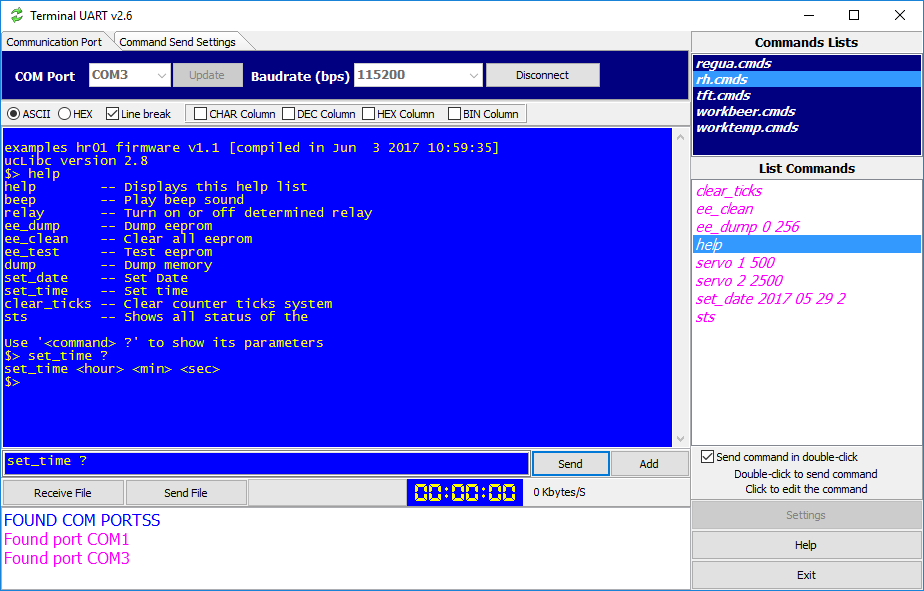 Terminal UART v2.6
Communication Port
Command Send Settings
COM Port
COM3
Update
Baudrate (bps)
115200
Disconnect
ASCII
HEX
Line break
CHAR Column
DEC Column
HEX Column
BIN Column
examples hr01 firmware v1.1 [compiled in Jun  3 2017 10:59:35]
ucLibc version 2.8
$> help
help        -- Displays this help list
beep        -- Play beep sound
relay       -- Turn on or off determined relay
ee_dump     -- Dump eeprom
ee_clean    -- Clear all eeprom
ee_test     -- Test eeprom
dump        -- Dump memory
set_date    -- Set Date
set_time    -- Set time
clear_ticks -- Clear counter ticks system
sts         -- Shows all status of the
Use '<command> ?' to show its parameters
$> set_time ?
set_time <hour> <min> <sec>
$>
set_time ?
Send
Add
Receive File
Send File
00:00:00
0 Kbytes/S
FOUND COM PORTSS
Found port COM1
Found port COM3
Commands Lists
regua.cmds
rh.cmds
tft.cmds
workbeer.cmds
worktemp.cmds
List Commands
clear_ticks
ee_clean
ee_dump 0 256
help
servo 1 500
servo 2 2500
set_date 2017 05 29 2
sts
Send command in double-click
Double-click to send command
Click to edit the command
Settings
Help
Exit